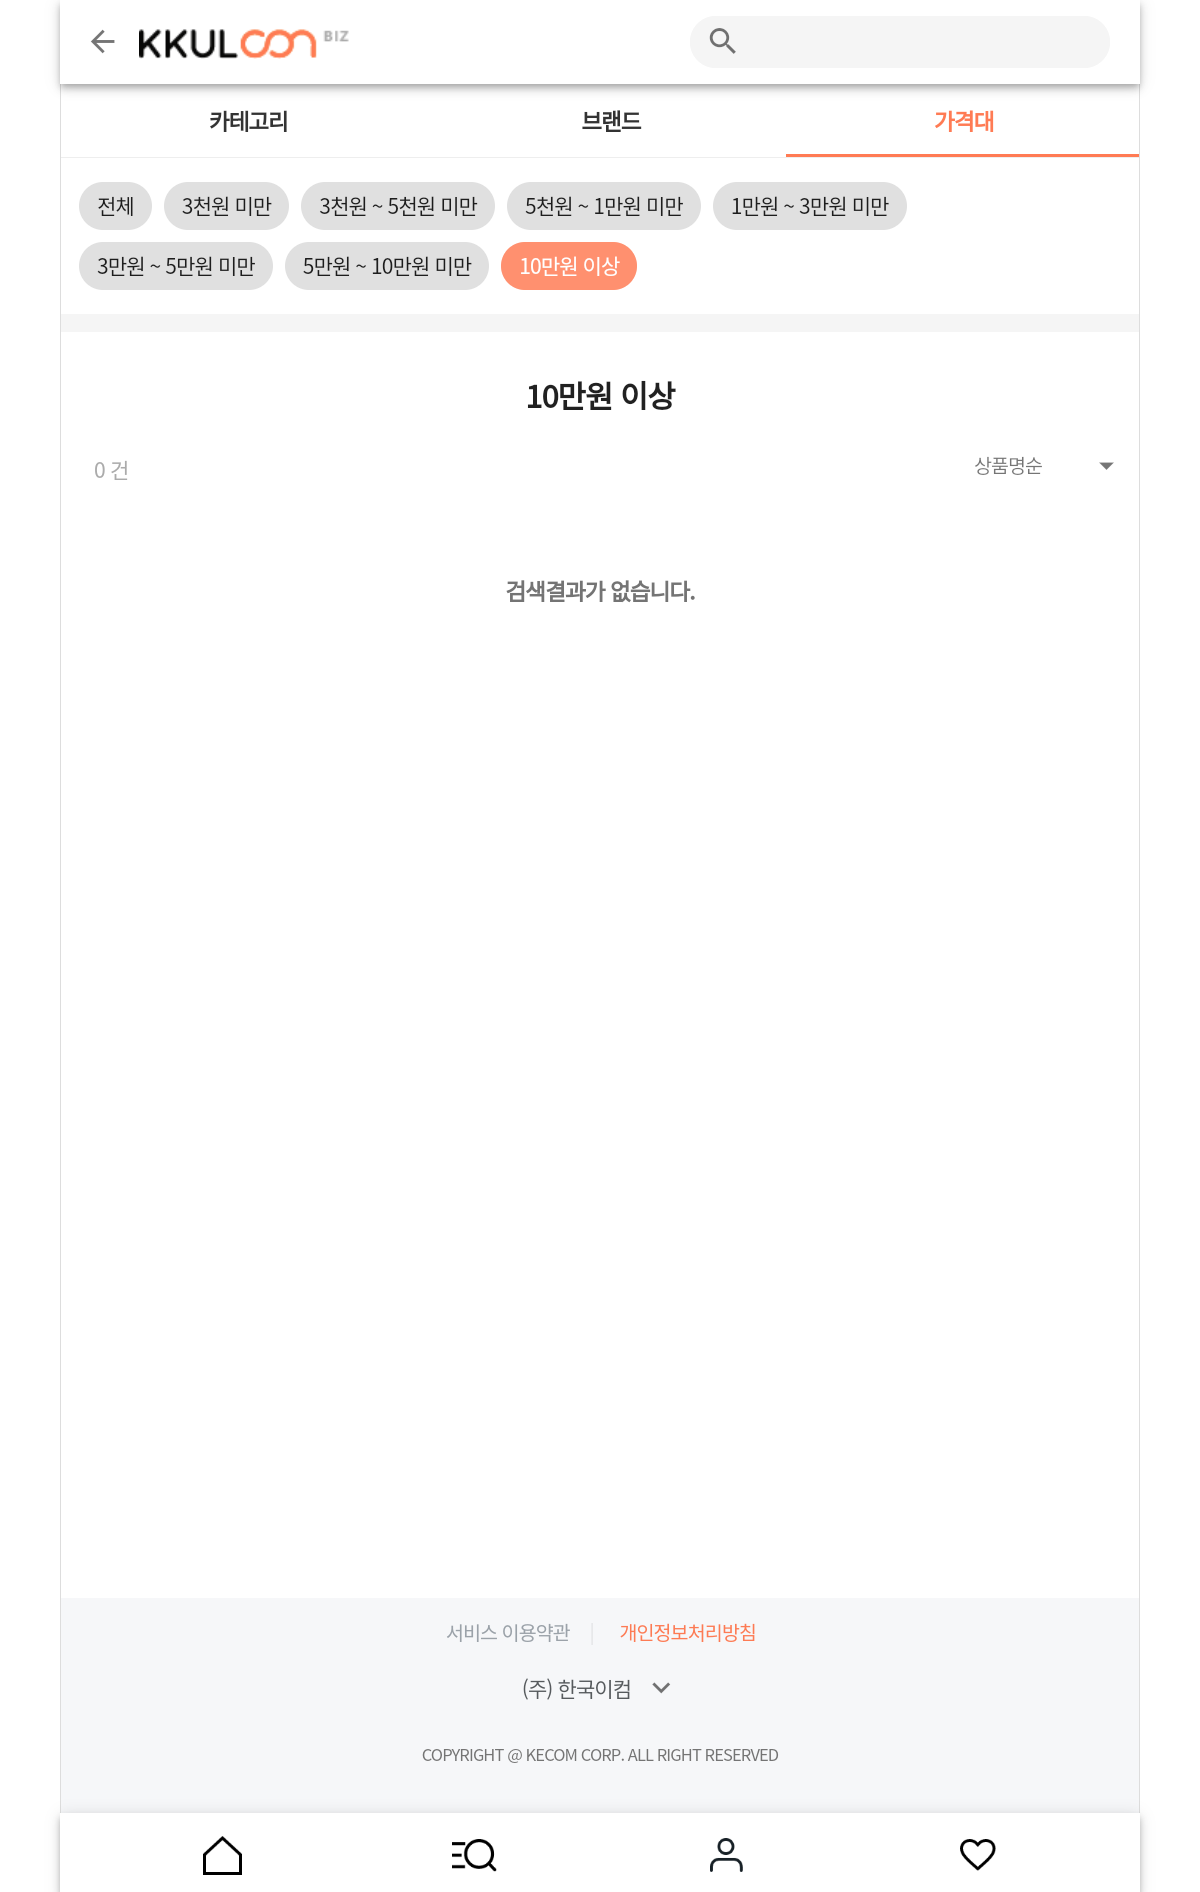 KKULCON BIZ
카테고리 브랜드 가격대
전체 3천원 미만 3천원 ~ 5천원 미만 5천원 ~ 1만원 미만 1만원 ~ 3만원 미만
3만원 ~ 5만원 미만 5만원 ~ 10만원 미만 10만원 이상
10만원 이상
0 건 상품명순
검색결과가 없습니다.
서비스 이용약관 개인정보처리방침
(주) 한국이컴
COPYRIGHT @ KECOM CORP. ALL RIGHT RESERVED